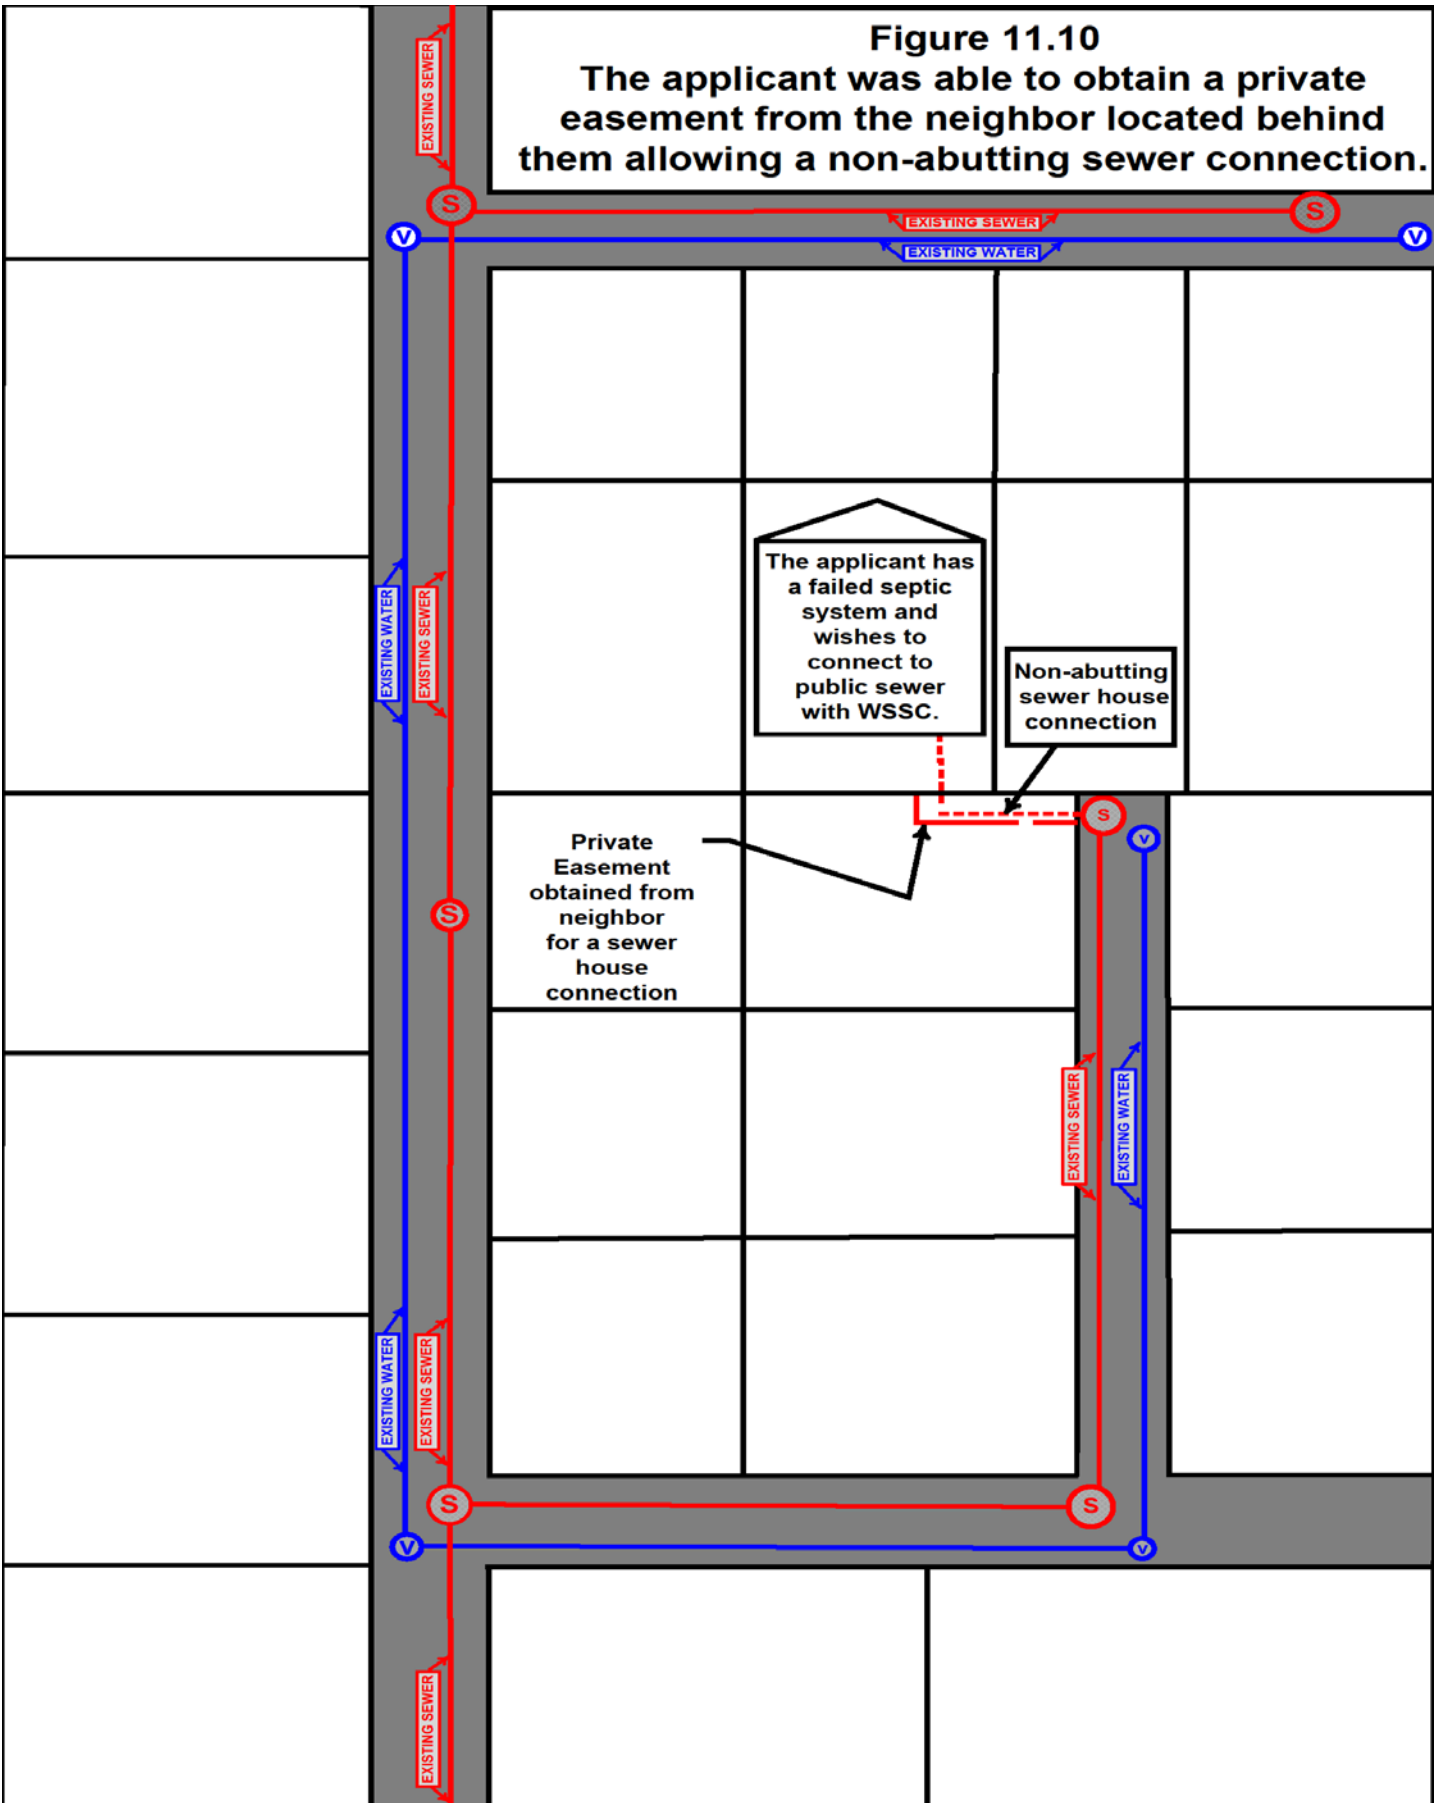 Figure 11.10
The applicant was able to obtain a private
easement from the neighbor located behind
them allowing a non-abutting sewer connection.
EXISTING SEWER
S
S
EXISTING SEWER
V
V
EXISTING WATER
The applicant has
a failed septic
system and
wishes to
connect to
public sewer
with WSSC.
EXISTING WATER
EXISTING SEWER
Non-abutting
sewer house
connection
S
V
Private
Easement
obtained from
neighbor
for a sewer
house
connection
S
EXISTING SEWER
EXISTING WATER
EXISTING WATER
EXISTING SEWER
S
S
V
V
EXISTING SEWER